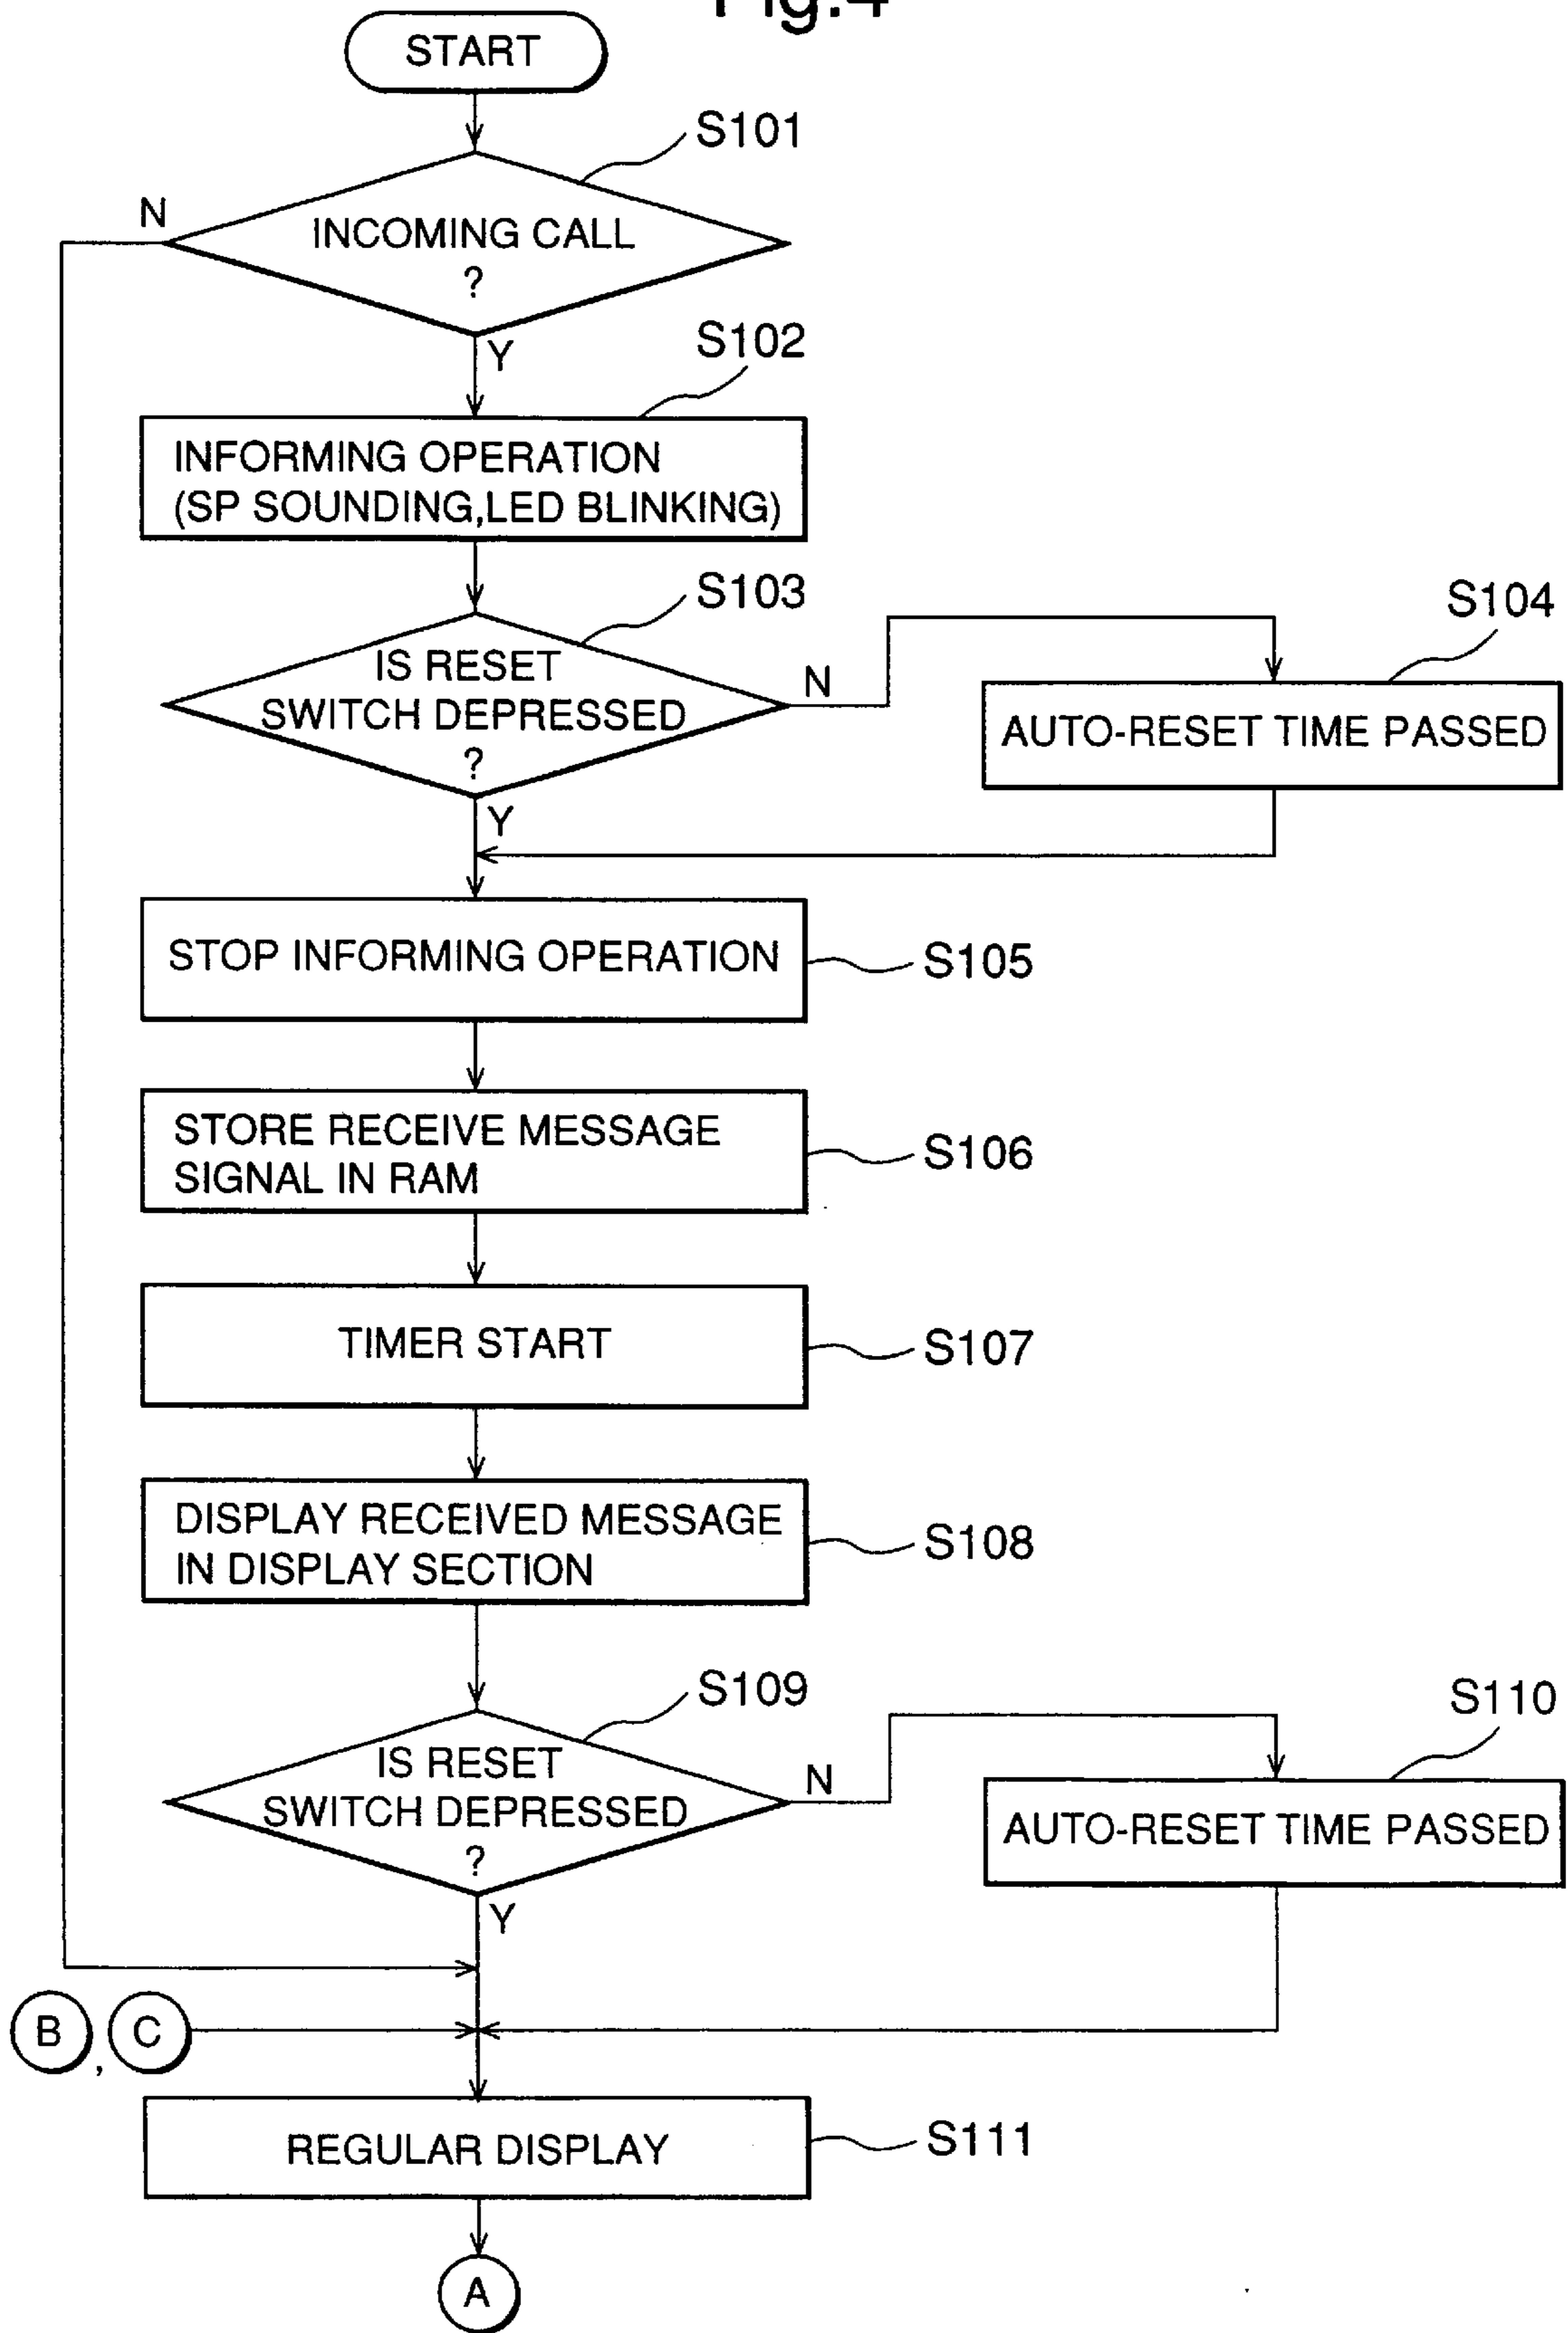 Fig.4
START
S101
N
INCOMING CALL
?
Y
S102
INFORMING OPERATION
(SP SOUNDING,LED BLINKING)
S103
IS RESET
SWITCH DEPRESSED
?
N
S104
AUTO-RESET TIME PASSED
Y
STOP INFORMING OPERATION
S105
STORE RECEIVE MESSAGE
SIGNAL IN RAM
S106
TIMER START
S107
DISPLAY RECEIVED MESSAGE
IN DISPLAY SECTION
S108
S109
IS RESET
SWITCH DEPRESSED
?
N
S110
AUTO-RESET TIME PASSED
Y
B , C
REGULAR DISPLAY
S111
A